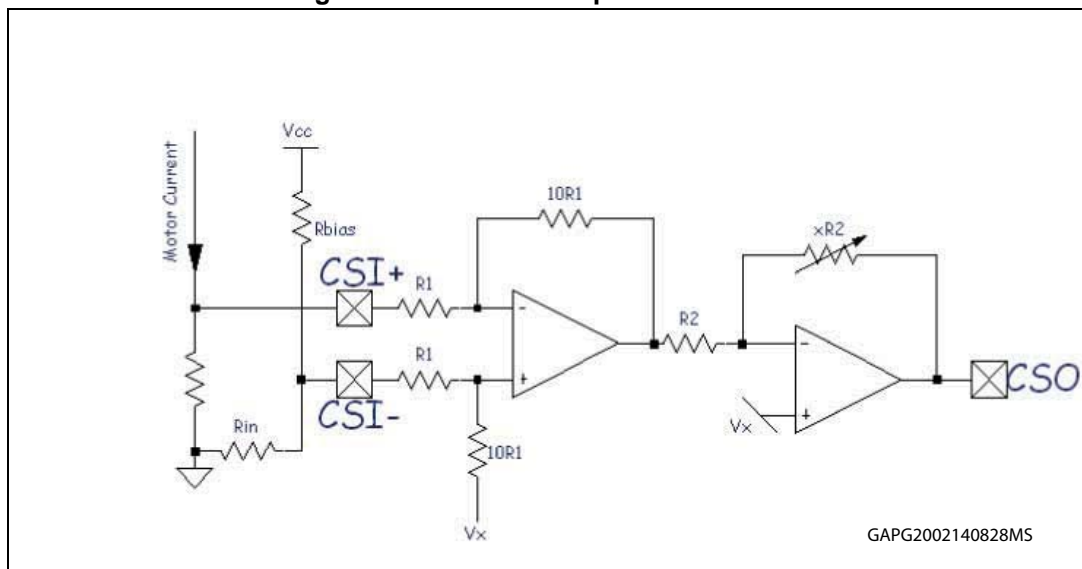 Motor Current
Vcc
Rbias
10R1
xR2
CSI+
R1
-
R2
-
R1
+
CSI-
CSO
Vx
+
Rin
10R1
Vx
GAPG2002140828MS